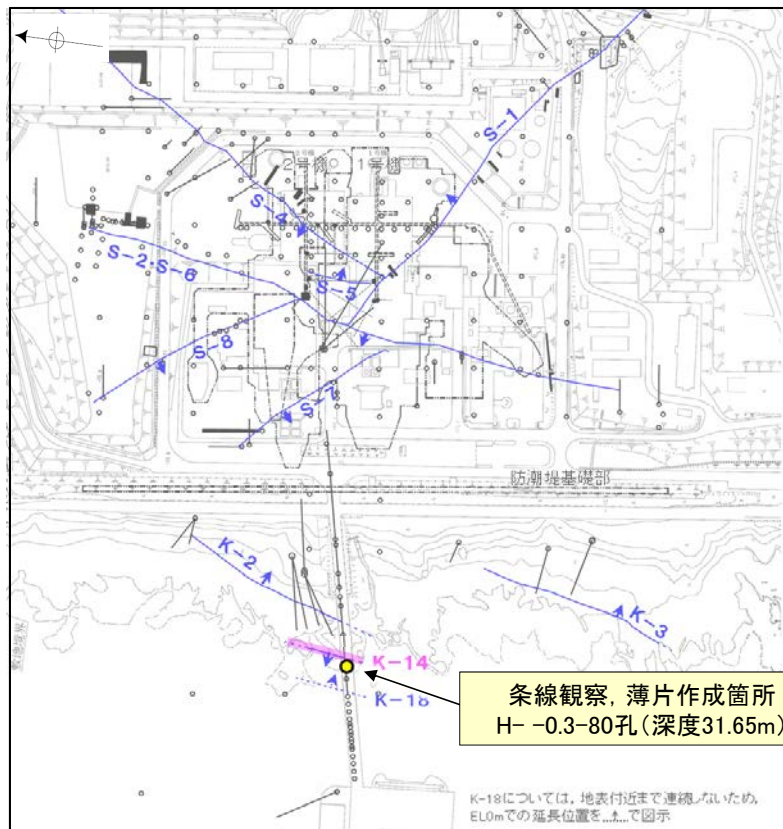 S-1
2号機
1号機
S-4
S-2・S-6
S-5
S-8
S-7
防潮堤基礎部
K-2
K-3
K-14
K-18
敷地境界
条線観察，薄片作成箇所
H- -0.3-80孔（深度31.65m）
K-18については，地表付近まで連続しないため，
EL0mでの延長位置を で図示